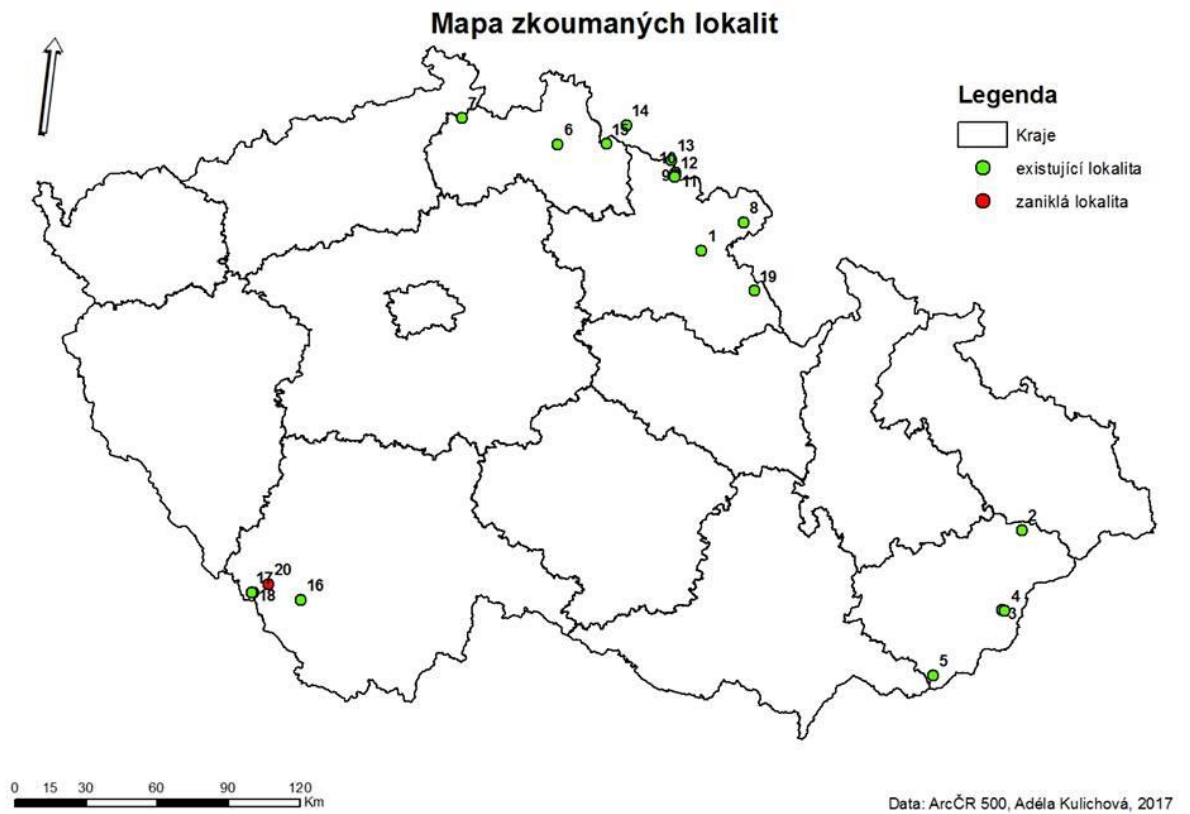 Mapa zkoumaných lokalit
Legenda
Kraje
existující lokalita
zaniklá lokalita
7
6
15
14
10
13
12
9
11
8
1
19
2
4
3
5
17
20
18
16
0 15 30 60 90 120
Km
Data: ArcČR 500, Adéla Kulichová, 2017